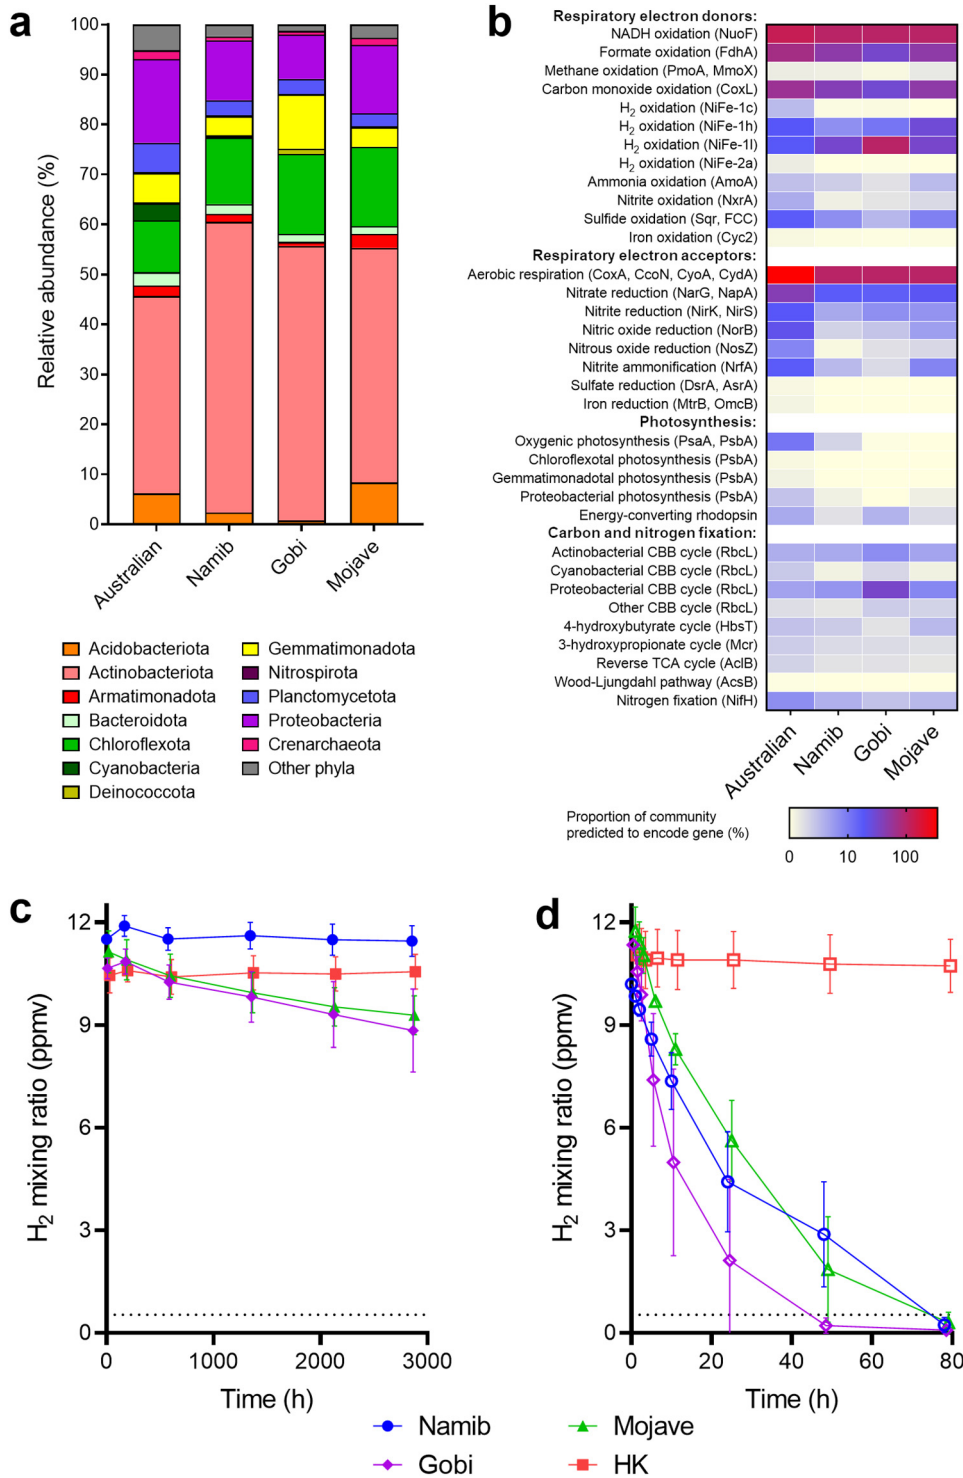 a
Relative abundance (%)
100
90
80
70
60
50
40
30
20
10
0
Australian
Namib
Gobi
Mojave
Acidobacteriota
Actinobacteriota
Armatimonadota
Bacteroidota
Chloroflexota
Cyanobacteria
Deinococcota
Gemmatimonadota
Nitrospirota
Planctomycetota
Proteobacteria
Crenarchaeota
Other phyla
b
Respiratory electron donors:
NADH oxidation (NuoF)
Formate oxidation (FdhA)
Methane oxidation (PmoA, MmoX)
Carbon monoxide oxidation (CoxL)
H₂ oxidation (NiFe-1c)
H₂ oxidation (NiFe-1h)
H₂ oxidation (NiFe-1l)
H₂ oxidation (NiFe-2a)
Ammonia oxidation (AmoA)
Nitrite oxidation (NxrA)
Sulfide oxidation (Sqr, FCC)
Iron oxidation (Cyc2)
Respiratory electron acceptors:
Aerobic respiration (CoxA, CcoN, CyoA, CydA)
Nitrate reduction (NarG, NapA)
Nitrite reduction (NirK, NirS)
Nitric oxide reduction (NorB)
Nitrous oxide reduction (NosZ)
Nitrite ammonification (NrfA)
Sulfate reduction (DsrA, AsrA)
Iron reduction (MtrB, OmcB)
Photosynthesis:
Oxygenic photosynthesis (PsaA, PsbA)
Chloroflexotal photosynthesis (PsbA)
Gemmatimonadotal photosynthesis (PsbA)
Proteobacterial photosynthesis (PsbA)
Energy-converting rhodopsin
Carbon and nitrogen fixation:
Actinobacterial CBB cycle (RbcL)
Cyanobacterial CBB cycle (RbcL)
Proteobacterial CBB cycle (RbcL)
Other CBB cycle (RbcL)
4-hydroxybutyrate cycle (HbsT)
3-hydroxypropionate cycle (Mcr)
Reverse TCA cycle (AclB)
Wood-Ljungdahl pathway (AcsB)
Nitrogen fixation (NifH)
Australian
Namib
Gobi
Mojave
Proportion of community
predicted to encode gene (%)
0 10 100
c
H₂ mixing ratio (ppmv)
12
9
6
3
0
0 1000 2000 3000
Time (h)
d
H₂ mixing ratio (ppmv)
12
9
6
3
0
0 20 40 60 80
Time (h)
Namib
Mojave
Gobi
HK